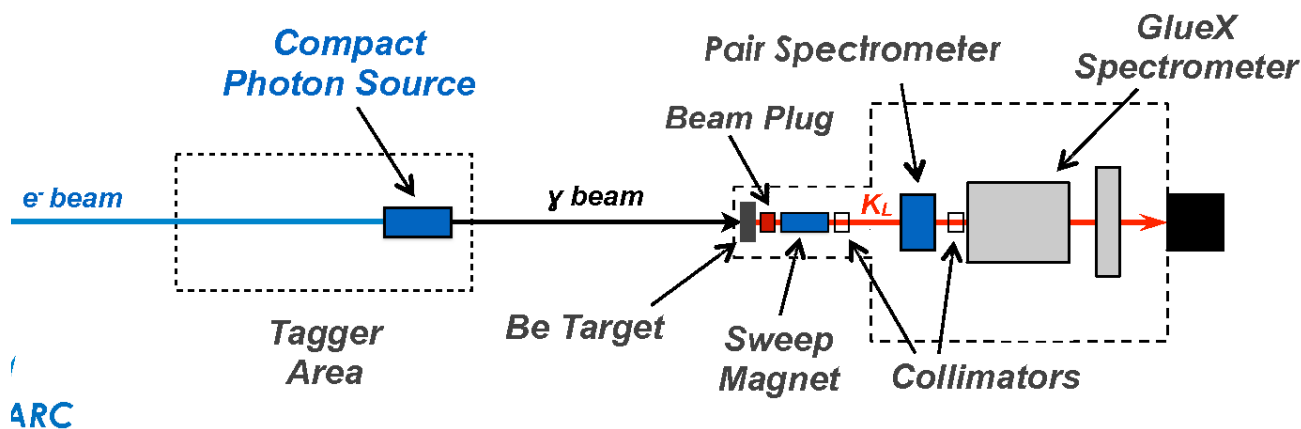 Compact
Photon Source
Pair Spectrometer
GlueX
Spectrometer
Beam Plug
e- beam
ɣ beam
KL
Tagger
Area
Be Target
Sweep
Magnet
Collimators
ARC